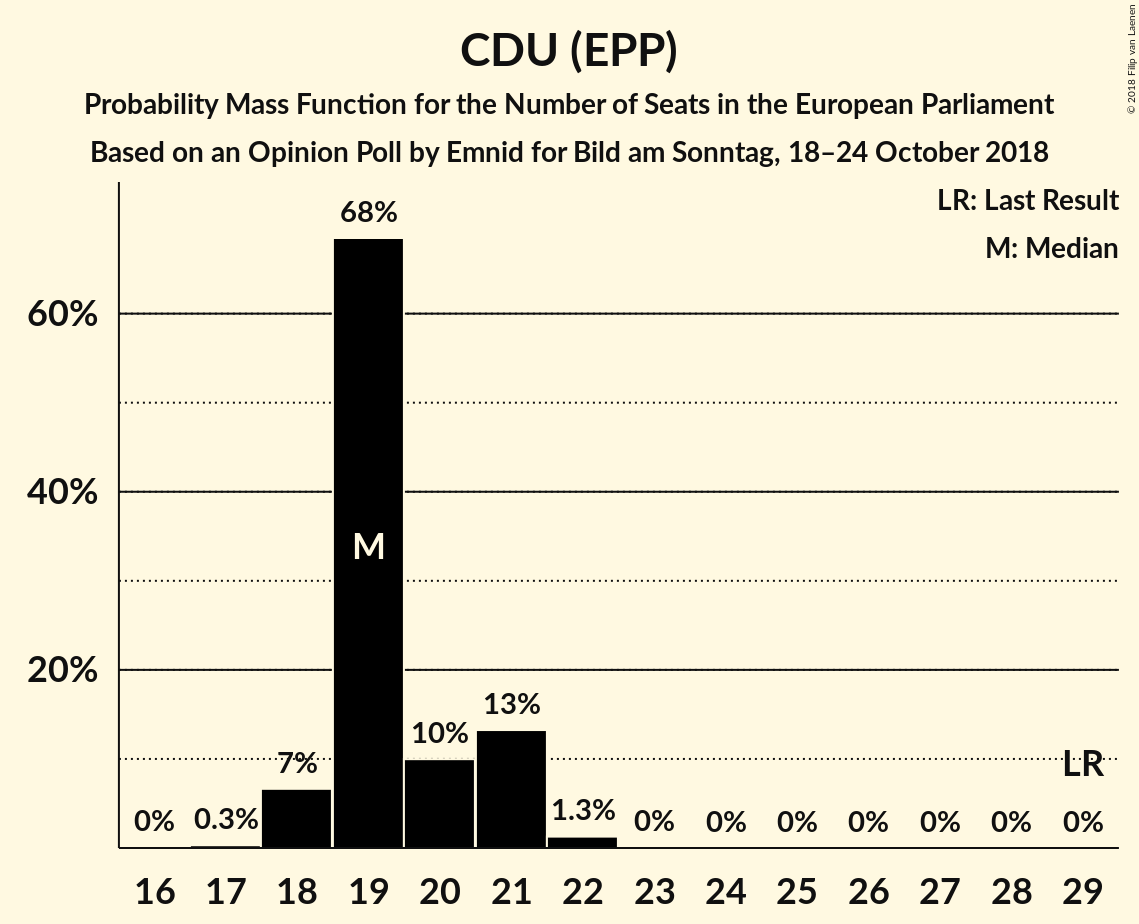 CDU (EPP)
Probability Mass Function for the Number of Seats in the European Parliament
Based on an Opinion Poll by Emnid for Bild am Sonntag, 18–24 October 2018
© 2018 Filip van Laenen
LR: Last Result
M: Median
60%
40%
20%
0%
0.3%
7%
68%
M
10%
13%
1.3%
0%
0%
0%
0%
0%
0%
LR
0%
16 17 18 19 20 21 22 23 24 25 26 27 28 29